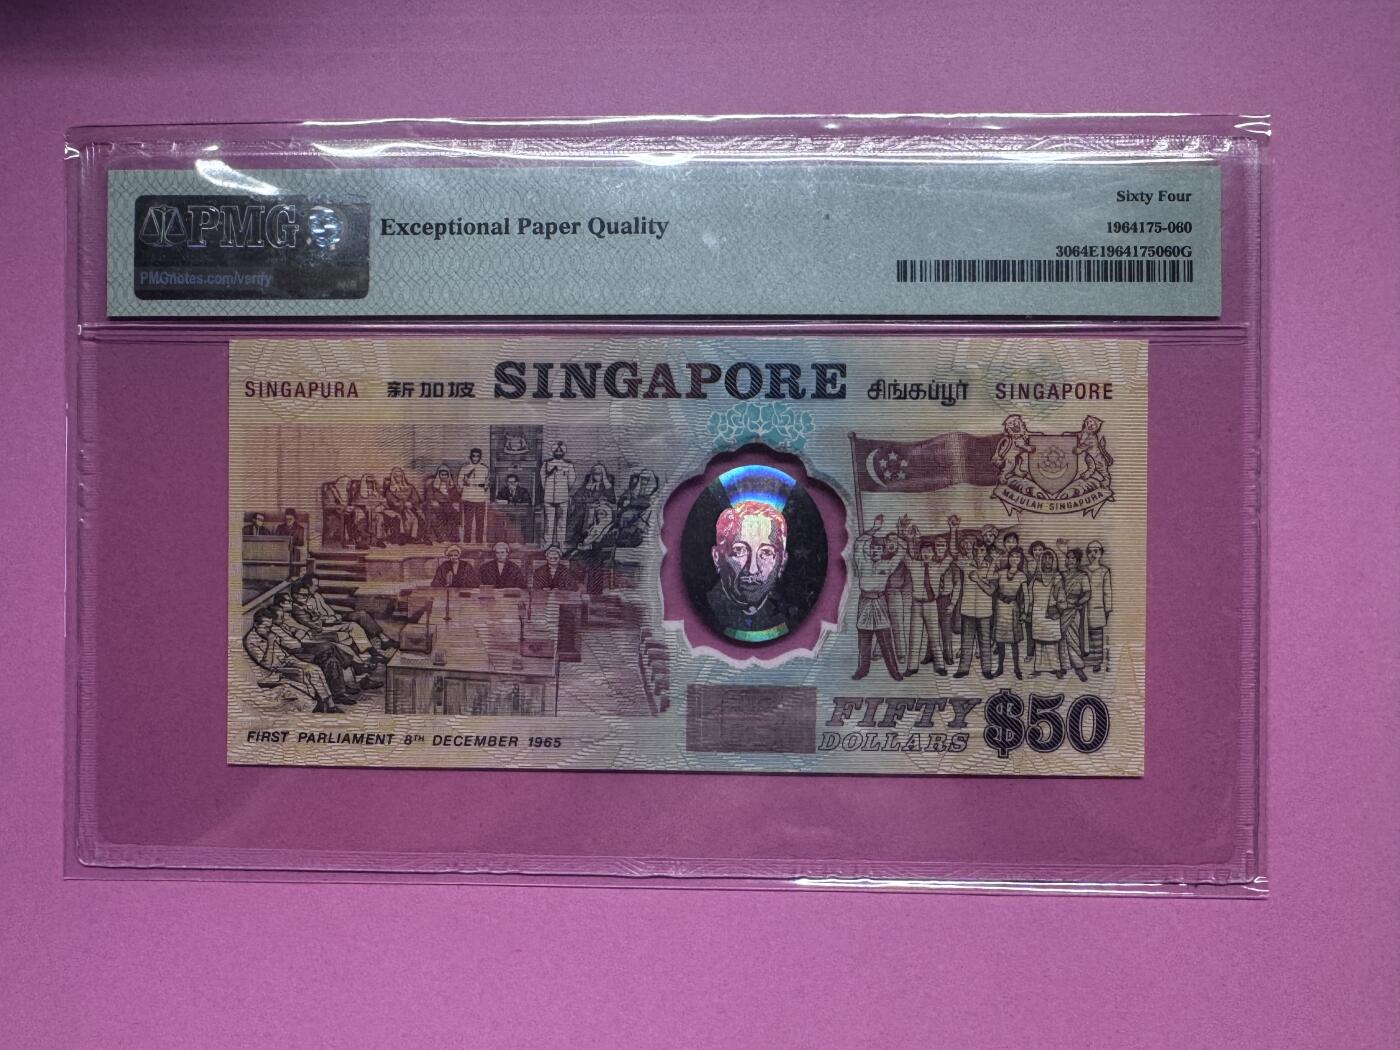 PMG
PMGnotes.com/verify
Exceptional Paper Quality
Sixty Four
1964175-060
3064E1964175060G
SINGAPURA 新加坡 SINGAPORE சிங்கப்பூர் SINGAPORE
MAJULAH SINGAPURA
FIRST PARLIAMENT 8TH DECEMBER 1965
FIFTY
DOLLARS
$50